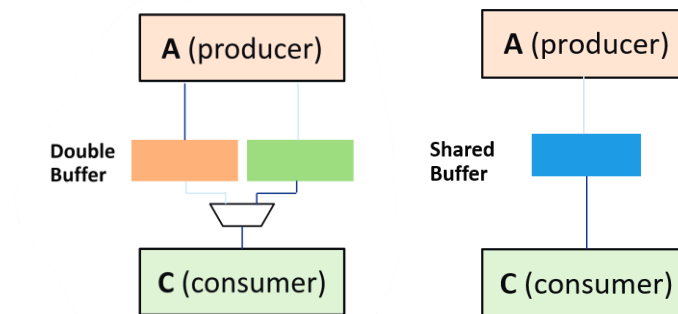 A (producer)
A (producer)
Double
Buffer
Shared
Buffer
C (consumer)
C (consumer)